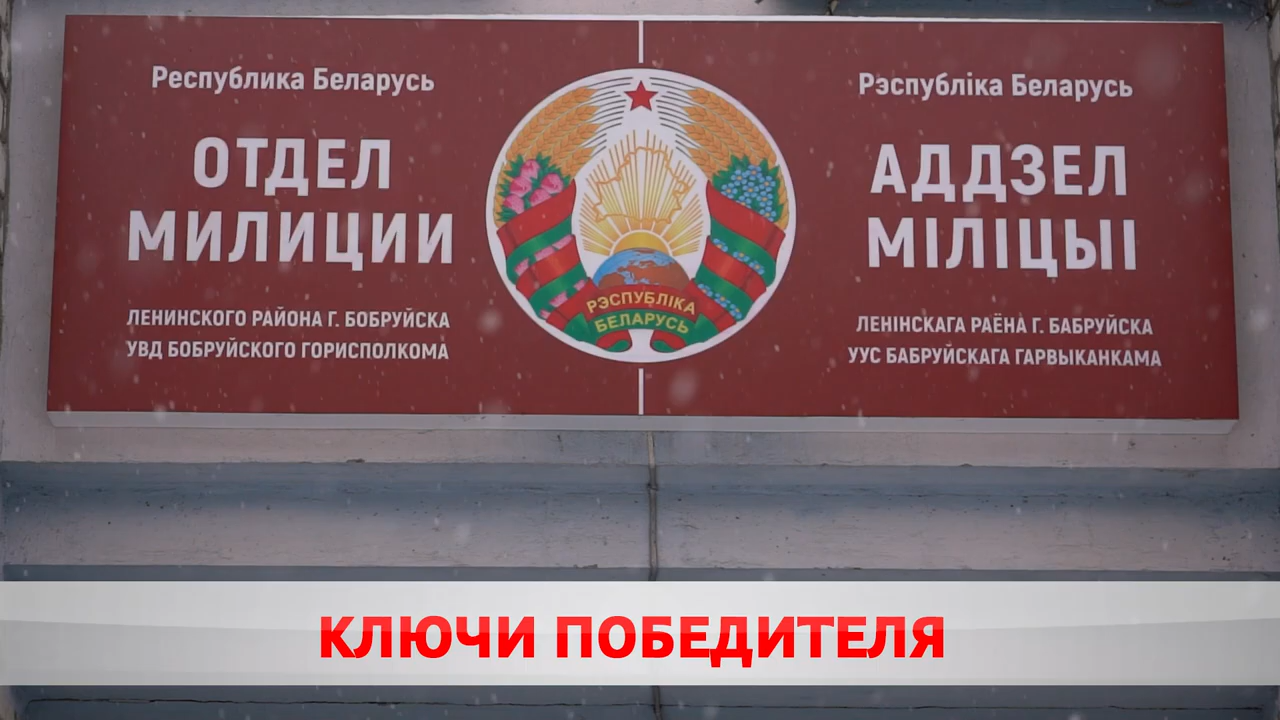 Республика Беларусь
ОТДЕЛ
МИЛИЦИИ
ЛЕНИНСКОГО РАЙОНА Г. БОБРУЙСКА
УВД БОБРУЙСКОГО ГОРИСПОЛКОМА
РЭСПУБЛІКА
БЕЛАРУСЬ
Рэспубліка Беларусь
АДДЗЕЛ
МІЛІЦЫІ
ЛЕНІНСКАГА РАЁНА Г. БАБРУЙСКА
УУС БАБРУЙСКАГА ГАРВЫКАНКАМА
КЛЮЧИ ПОБЕДИТЕЛЯ